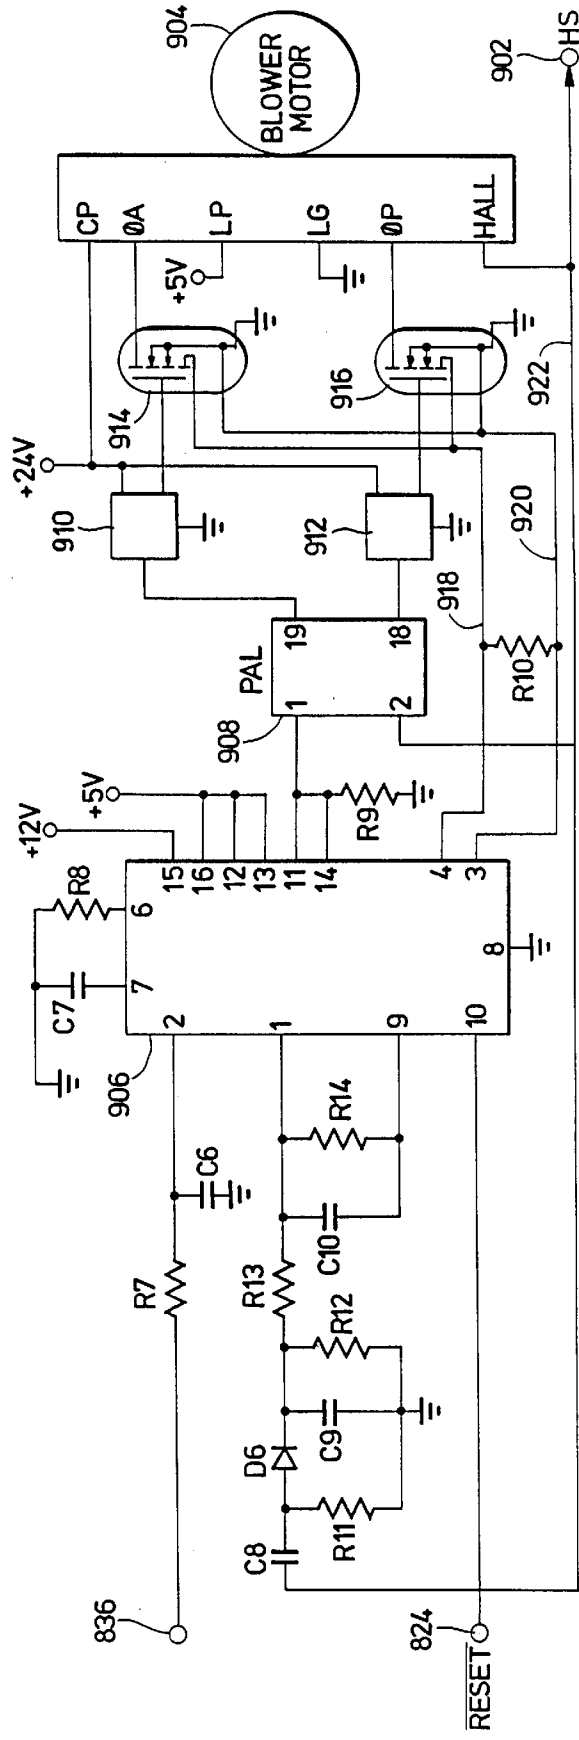 904
BLOWER
MOTOR
902
HS
CP
ØA
LP
LG
ØP
HALL
+5V
914
916
922
+24V
910
912
918
920
PAL
19
18
1
2
908
R10
+12V
+5V
R9
R8
C7
6
7
15
16
12
13
11
14
4
3
8
2
1
9
10
906
R7
C6
R14
C10
R13
R12
C9
D6
R11
C8
836
824
RESET